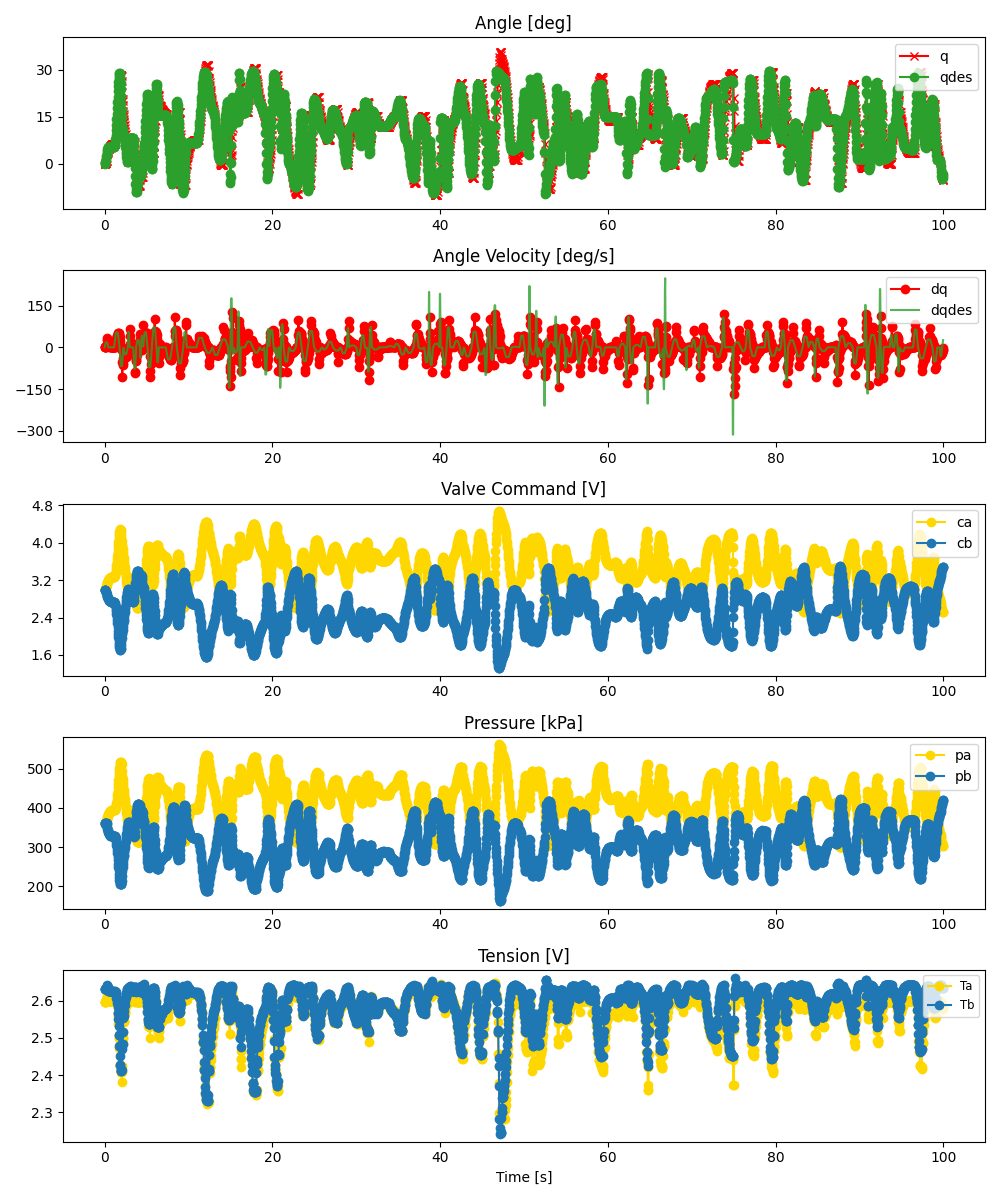 Angle [deg]
30
15
0
q
qdes
0 20 40 60 80 100
Angle Velocity [deg/s]
150
0
−150
−300
dq
dqdes
0 20 40 60 80 100
Valve Command [V]
4.8
4.0
3.2
2.4
1.6
ca
cb
0 20 40 60 80 100
Pressure [kPa]
500
400
300
200
pa
pb
0 20 40 60 80 100
Tension [V]
2.6
2.5
2.4
2.3
Ta
Tb
0 20 40 60 80 100
Time [s]